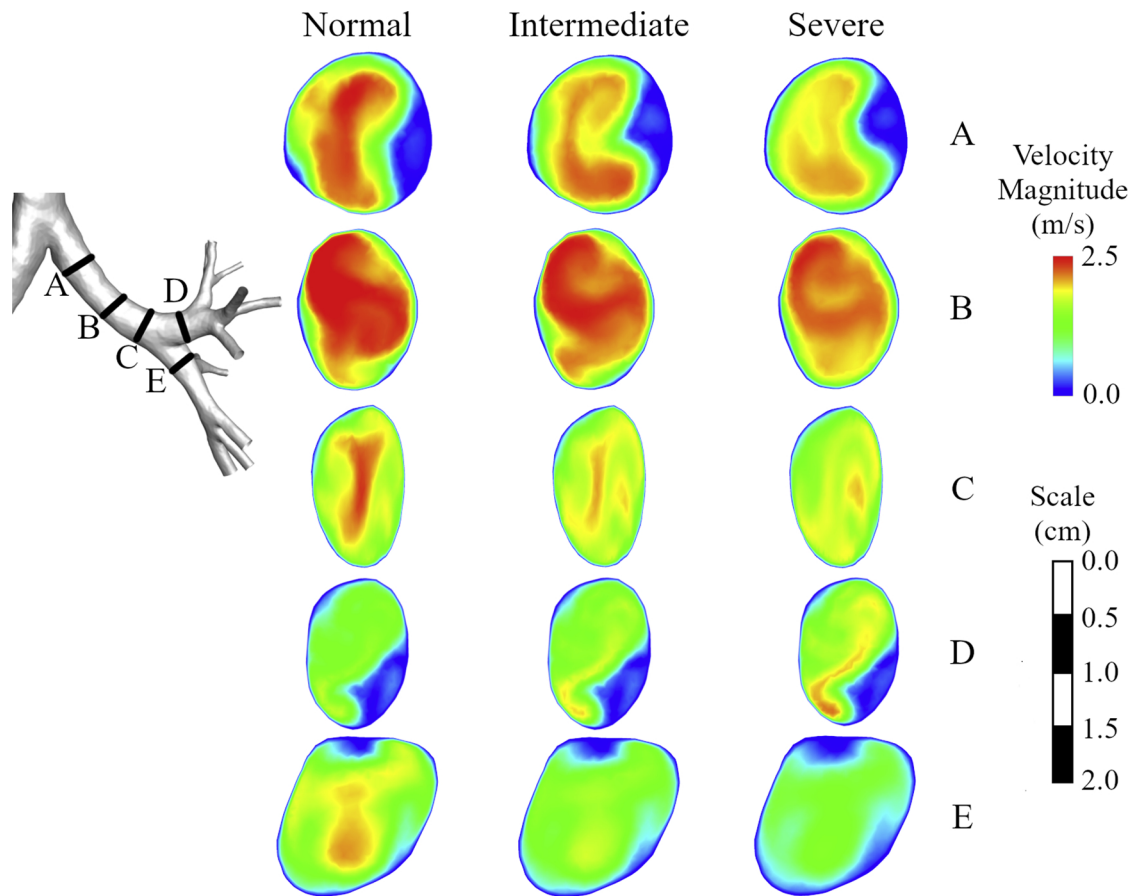 Normal Intermediate Severe
A
Velocity
Magnitude
(m/s)
2.5
0.0
A
B
C
D
E
B
C
Scale
(cm)
0.0
0.5
1.0
1.5
2.0
D
E